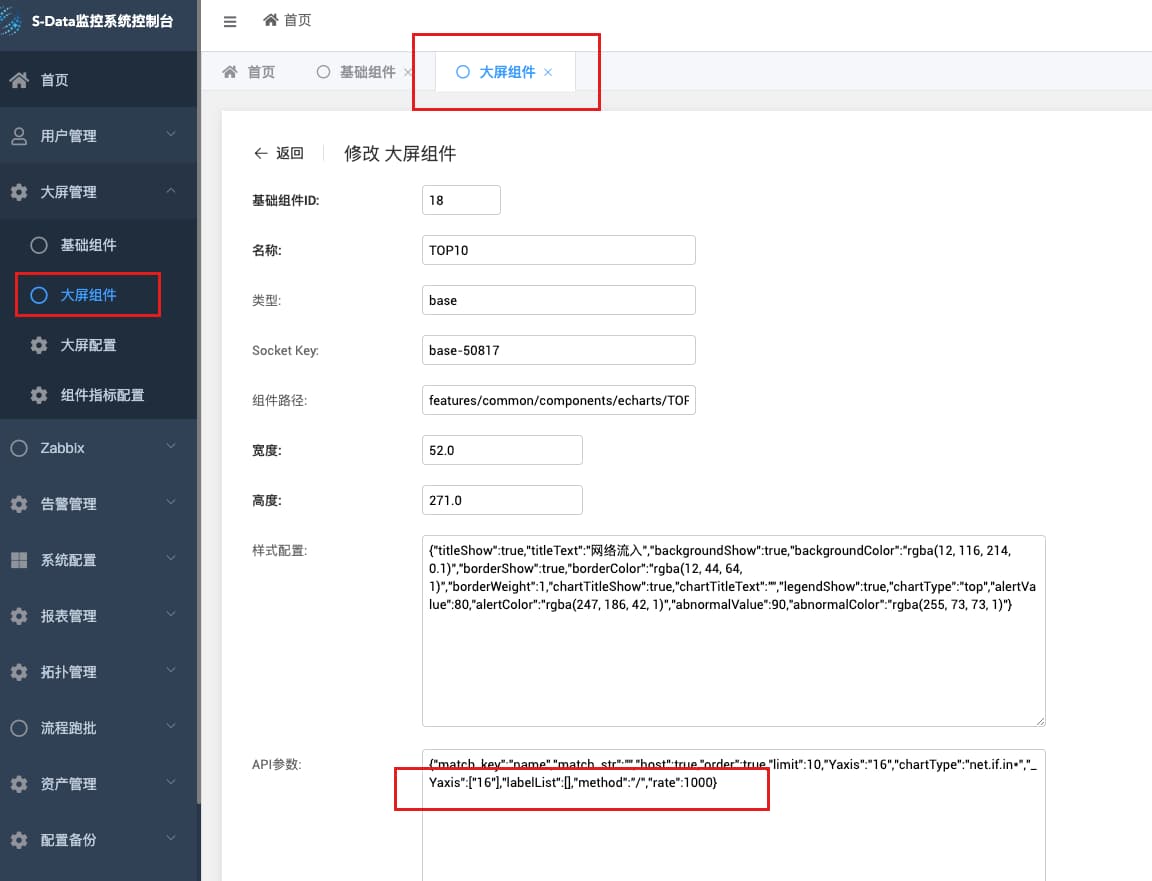 S-Data监控系统控制台
首页
首页
基础组件 ×
大屏组件 ×
首页
用户管理
大屏管理
基础组件
大屏组件
大屏配置
组件指标配置
Zabbix
告警管理
系统配置
报表管理
拓扑管理
流程跑批
资产管理
配置备份
返回
修改 大屏组件
基础组件ID:
18
名称:
TOP10
类型:
base
Socket Key:
base-50817
组件路径:
features/common/components/echarts/TOF
宽度:
52.0
高度:
271.0
样式配置:
{"titleShow":true,"titleText":"网络流入","backgroundShow":true,"backgroundColor":"rgba(12, 116, 214,
0.1)","borderShow":true,"borderColor":"rgba(12, 44, 64,
1)","borderWeight":1,"chartTitleShow":true,"chartTitleText":"","legendShow":true,"chartType":"top","alertVa
lue":80,"alertColor":"rgba(247, 186, 42, 1)","abnormalValue":90,"abnormalColor":"rgba(255, 73, 73, 1)"}
API参数:
{"match_key":"name","match_str":"","host":true,"order":true,"limit":10,"Yaxis":"16","chartType":"net.if.in*","_
Yaxis":["16"],"labelList":[],"method":"/","rate":1000}